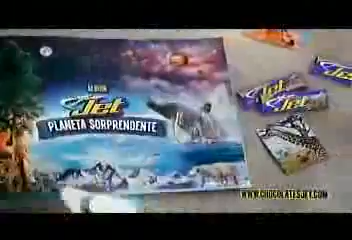 ÁLBUM
Jet
PLANETA SORPRENDENTE
Jet
Jet
WWW.CHOCOLATESJET.COM